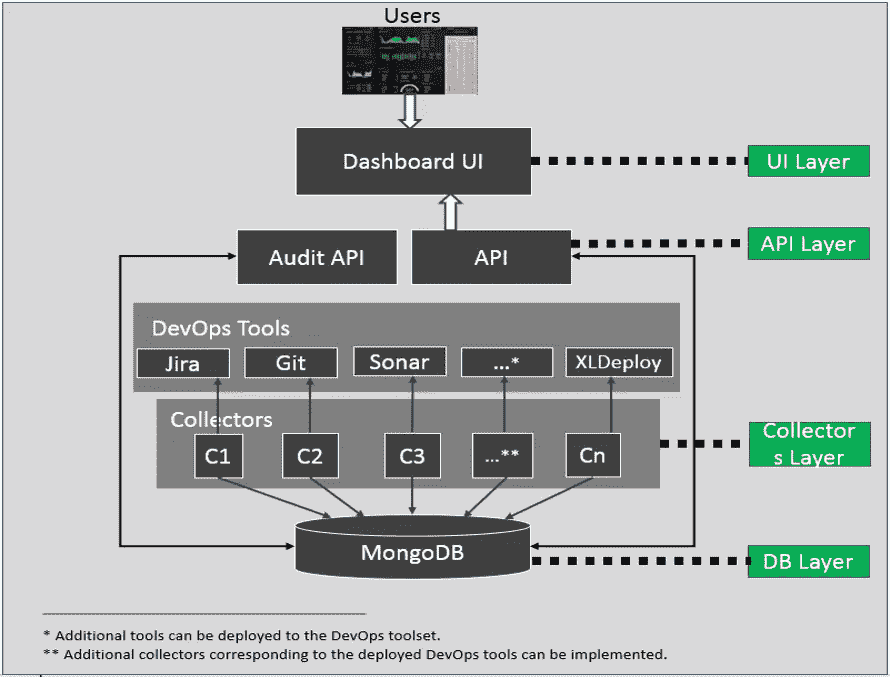 Users
Dashboard UI
UI Layer
Audit API
API
API Layer
DevOps Tools
Jira
Git
Sonar
...*
XLDeploy
Collectors
C1
C2
C3
...**
Cn
Collector
s Layer
MongoDB
DB Layer
* Additional tools can be deployed to the DevOps toolset.
** Additional collectors corresponding to the deployed DevOps tools can be implemented.